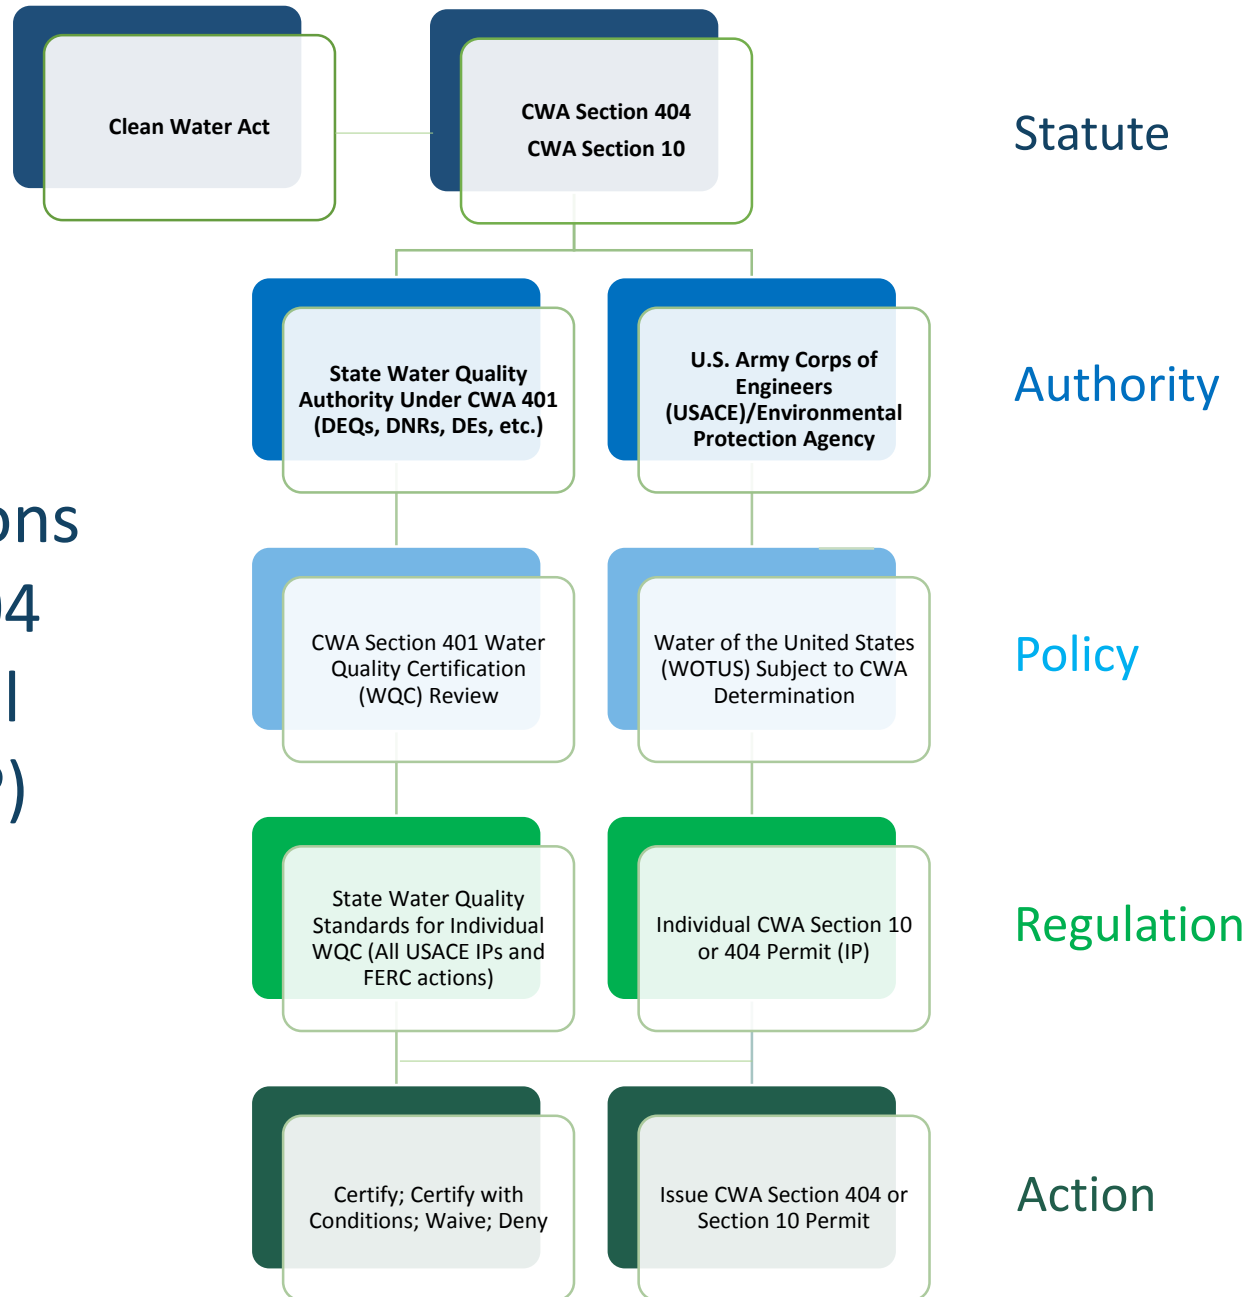 Clean Water Act
CWA Section 404
CWA Section 10
Statute
State Water Quality
Authority Under CWA 401
(DEQs, DNRs, DEs, etc.)
U.S. Army Corps of
Engineers
(USACE)/Environmental
Protection Agency
Authority
CWA Section 401 Water
Quality Certification
(WQC) Review
Water of the United States
(WOTUS) Subject to CWA
Determination
Policy
State Water Quality
Standards for Individual
WQC (All USACE IPs and
FERC actions)
Individual CWA Section 10
or 404 Permit (IP)
Regulation
Certify; Certify with
Conditions; Waive; Deny
Issue CWA Section 404 or
Section 10 Permit
Action